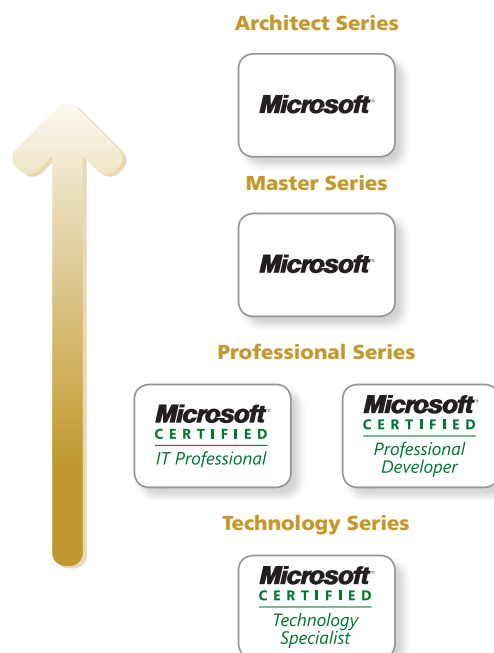 Architect Series
Microsoft
Master Series
Microsoft
Professional Series
Microsoft
CERTIFIED
IT Professional
Microsoft
CERTIFIED
Professional
Developer
Technology Series
Microsoft
CERTIFIED
Technology
Specialist